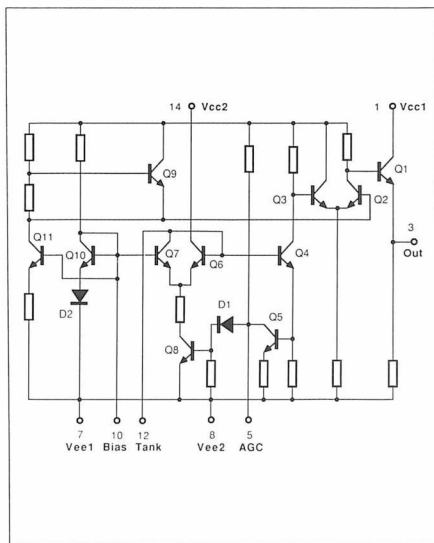 14 Vcc2
1 Vcc1
Q1
Q9
Q3
Q2
3
Out
Q11
Q10
Q7
Q6
Q4
D2
D1
Q5
Q8
7
10
12
8
5
Vee1
Bias
Tank
Vee2
AGC